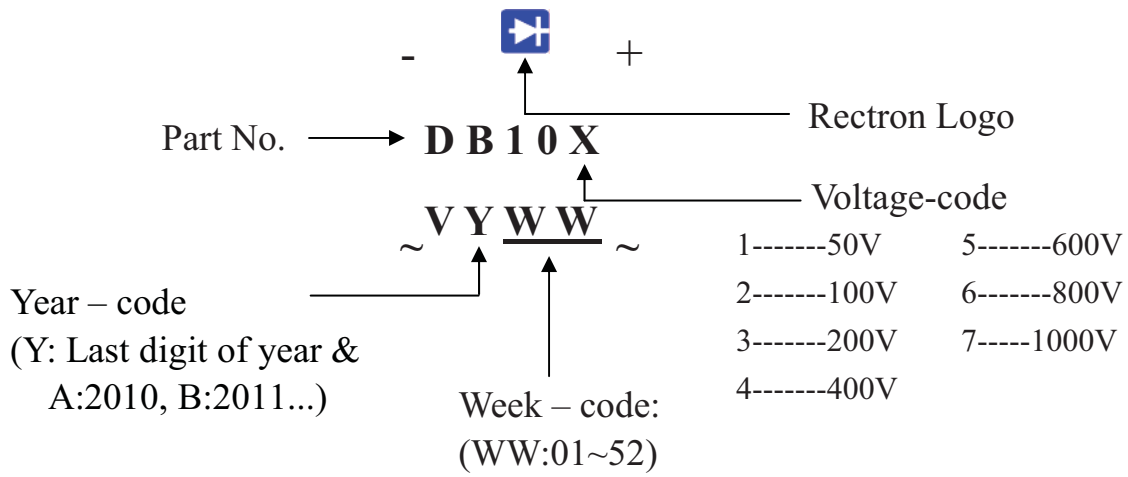 - +
Rectron Logo
Part No. D B 1 0 X
Voltage-code
~ V Y W W ~
1-------50V 5-------600V
2-------100V 6-------800V
3-------200V 7-----1000V
4-------400V
Year – code
(Y: Last digit of year &
A:2010, B:2011...)
Week – code:
(WW:01~52)